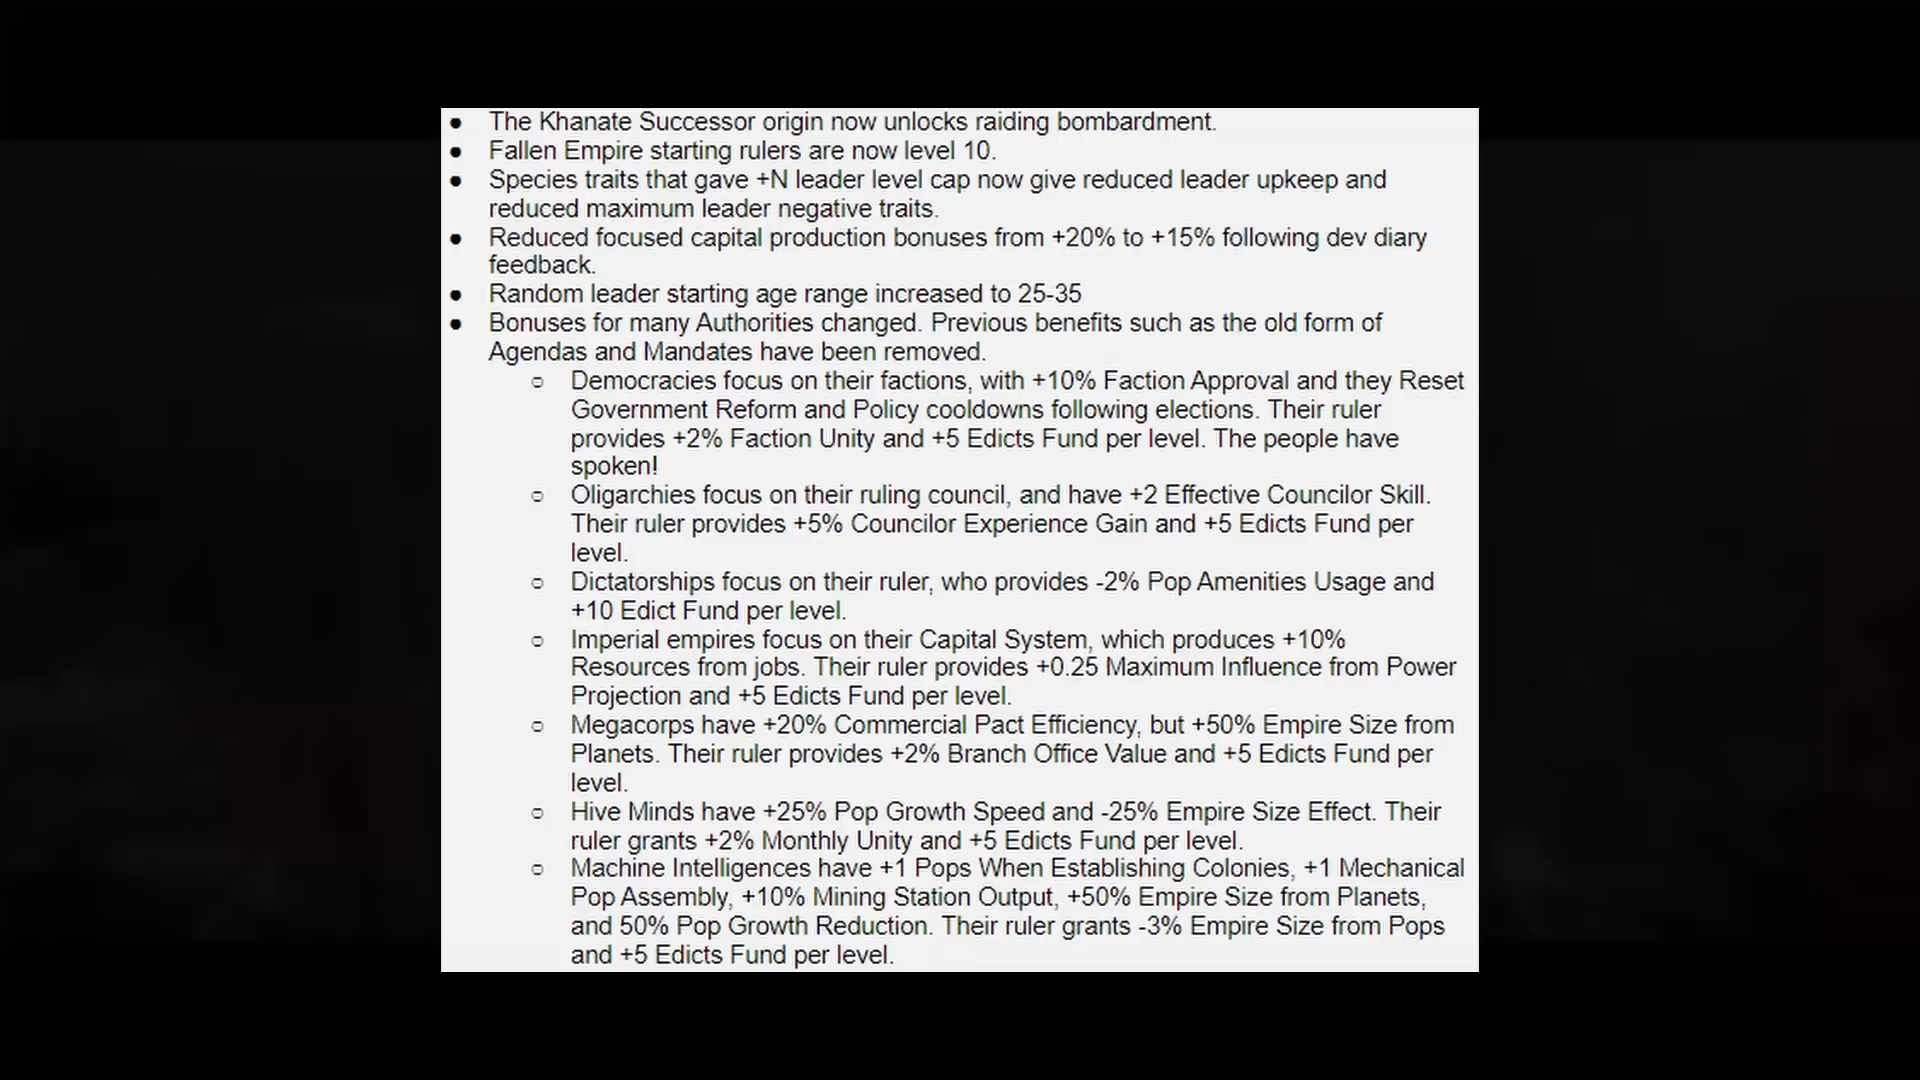 ● The Khanate Successor origin now unlocks raiding bombardment.
● Fallen Empire starting rulers are now level 10.
● Species traits that gave +N leader level cap now give reduced leader upkeep and
reduced maximum leader negative traits.
● Reduced focused capital production bonuses from +20% to +15% following dev diary
feedback.
● Random leader starting age range increased to 25-35
● Bonuses for many Authorities changed. Previous benefits such as the old form of
Agendas and Mandates have been removed.
○ Democracies focus on their factions, with +10% Faction Approval and they Reset
Government Reform and Policy cooldowns following elections. Their ruler
provides +2% Faction Unity and +5 Edicts Fund per level. The people have
spoken!
○ Oligarchies focus on their ruling council, and have +2 Effective Councilor Skill.
Their ruler provides +5% Councilor Experience Gain and +5 Edicts Fund per
level.
○ Dictatorships focus on their ruler, who provides -2% Pop Amenities Usage and
+10 Edict Fund per level.
○ Imperial empires focus on their Capital System, which produces +10%
Resources from jobs. Their ruler provides +0.25 Maximum Influence from Power
Projection and +5 Edicts Fund per level.
○ Megacorps have +20% Commercial Pact Efficiency, but +50% Empire Size from
Planets. Their ruler provides +2% Branch Office Value and +5 Edicts Fund per
level.
○ Hive Minds have +25% Pop Growth Speed and -25% Empire Size Effect. Their
ruler grants +2% Monthly Unity and +5 Edicts Fund per level.
○ Machine Intelligences have +1 Pops When Establishing Colonies, +1 Mechanical
Pop Assembly, +10% Mining Station Output, +50% Empire Size from Planets,
and 50% Pop Growth Reduction. Their ruler grants -3% Empire Size from Pops
and +5 Edicts Fund per level.